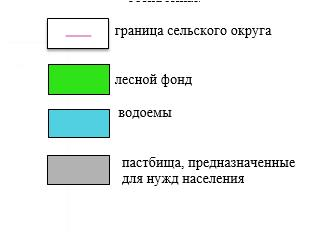 граница сельского округа
лесной фонд
водоемы
пастбища, предназначенные
для нужд населения